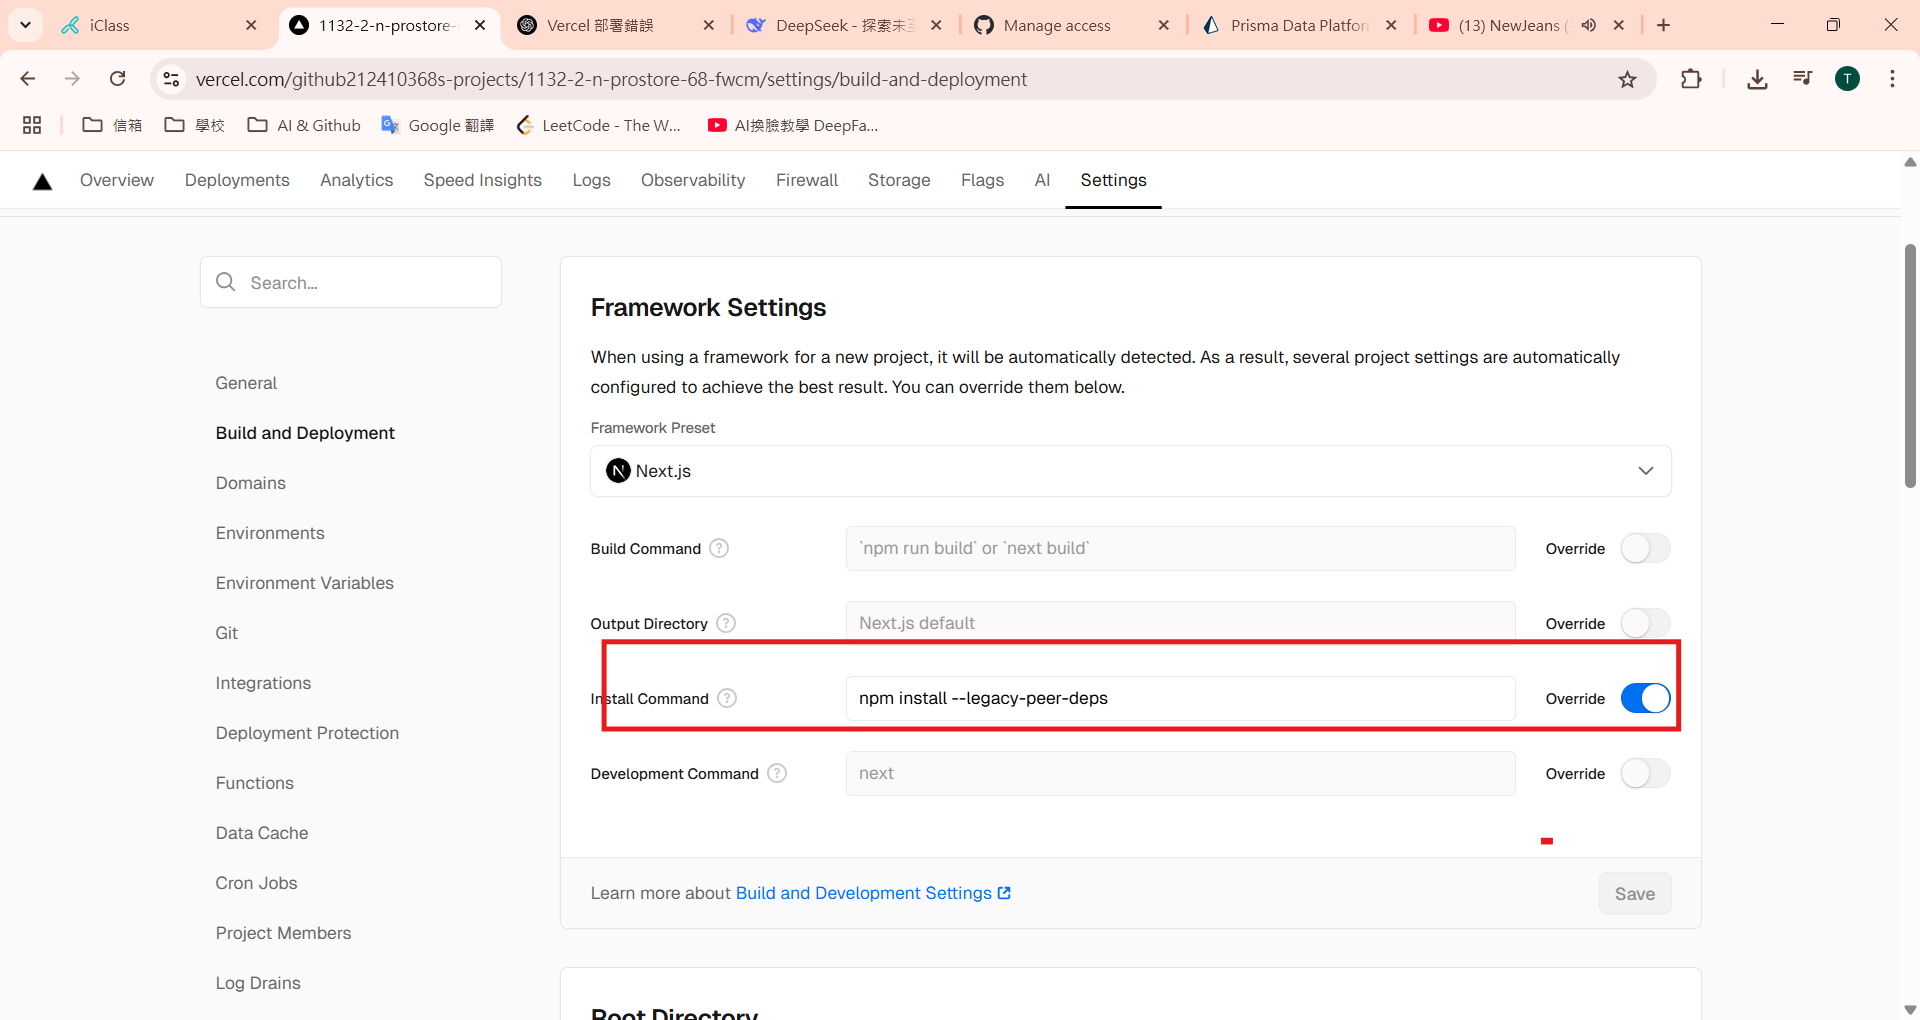 iClass
1132-2-n-prostore-
Vercel 部署錯誤
DeepSeek - 探索未至
Manage access
Prisma Data Platform
(13) NewJeans (
vercel.com/github212410368s-projects/1132-2-n-prostore-68-fwcm/settings/build-and-deployment
T
信箱
學校
AI & Github
Google 翻譯
LeetCode - The W...
AI換臉教學 DeepFa...
Overview
Deployments
Analytics
Speed Insights
Logs
Observability
Firewall
Storage
Flags
AI
Settings
Search...
General
Build and Deployment
Domains
Environments
Environment Variables
Git
Integrations
Deployment Protection
Functions
Data Cache
Cron Jobs
Project Members
Log Drains
Framework Settings
When using a framework for a new project, it will be automatically detected. As a result, several project settings are automatically
configured to achieve the best result. You can override them below.
Framework Preset
N Next.js
Build Command ?
`npm run build` or `next build`
Override
Output Directory ?
Next.js default
Override
Install Command ?
npm install --legacy-peer-deps
Override
Development Command ?
next
Override
Learn more about Build and Development Settings
Save
Root Directory